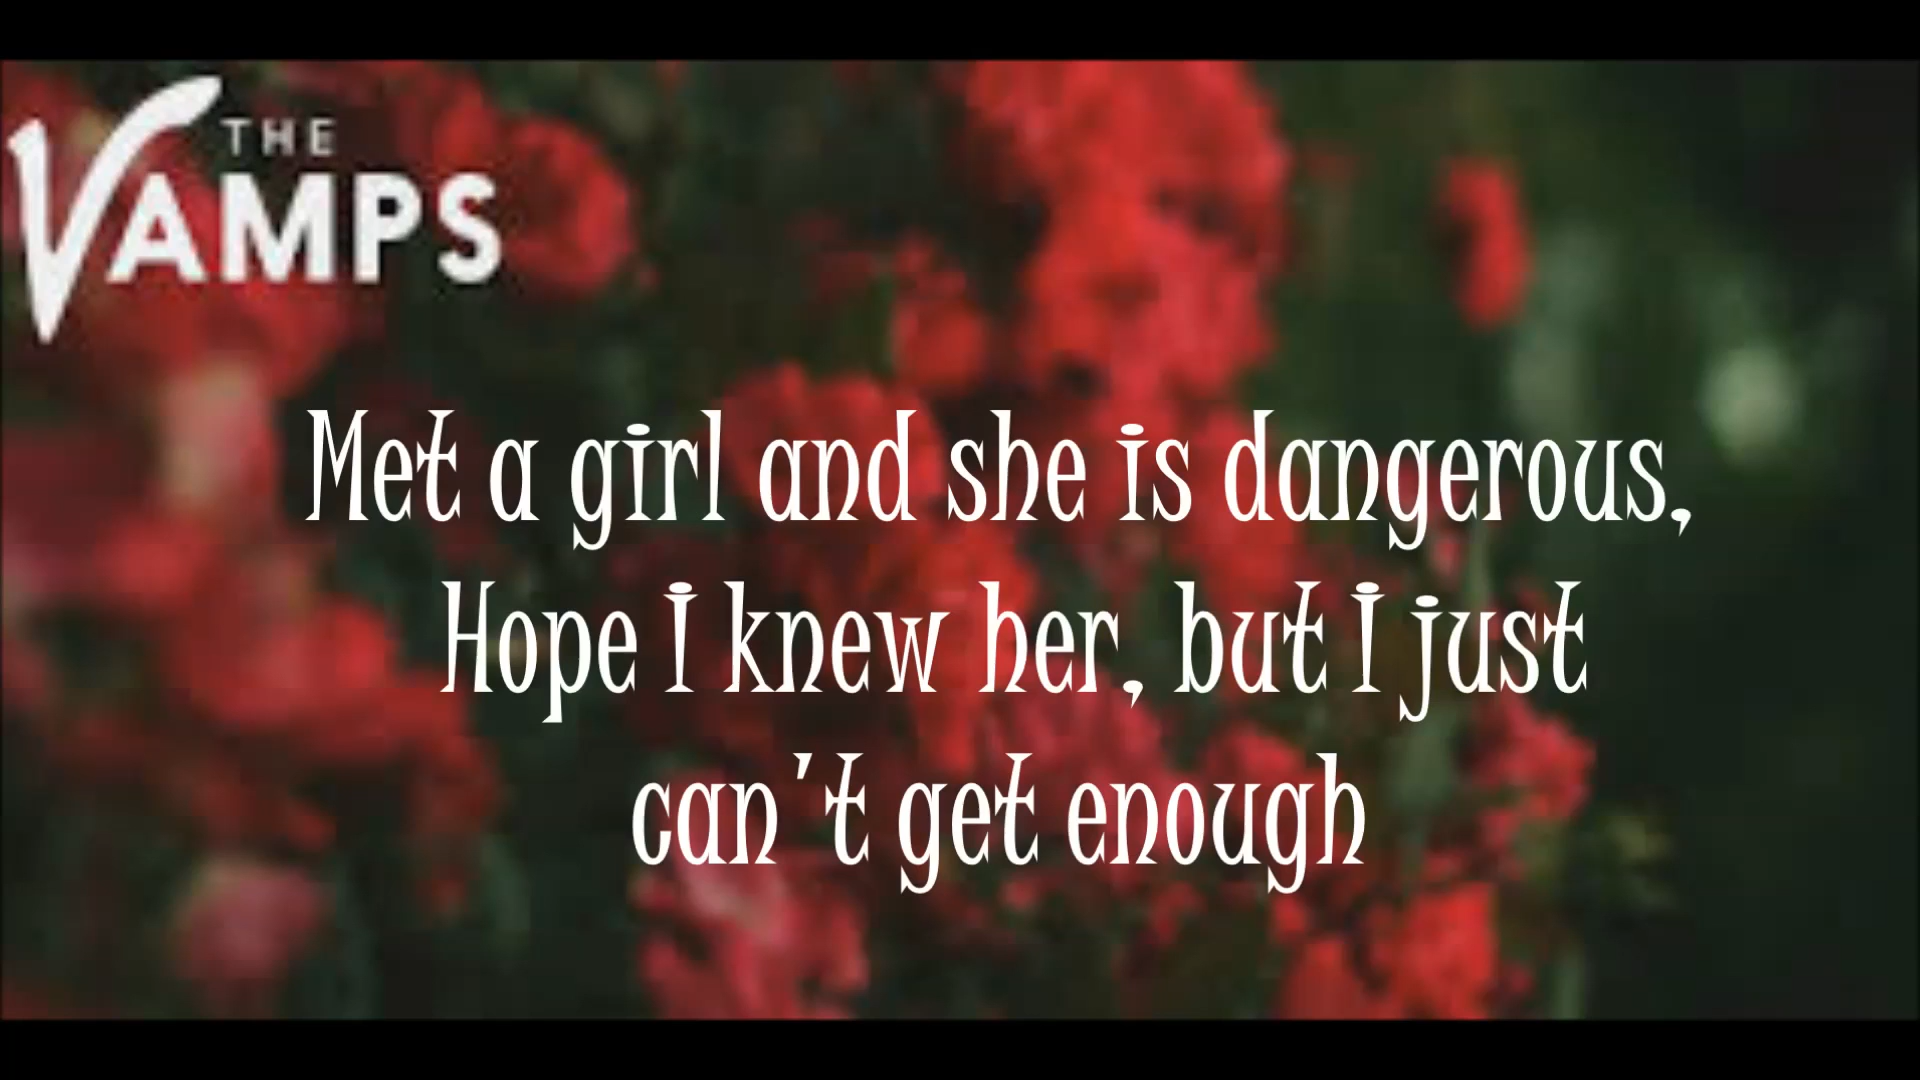 THE
VAMPS
Met a girl and she is dangerous,
Hope I knew her, but I just
can't get enough